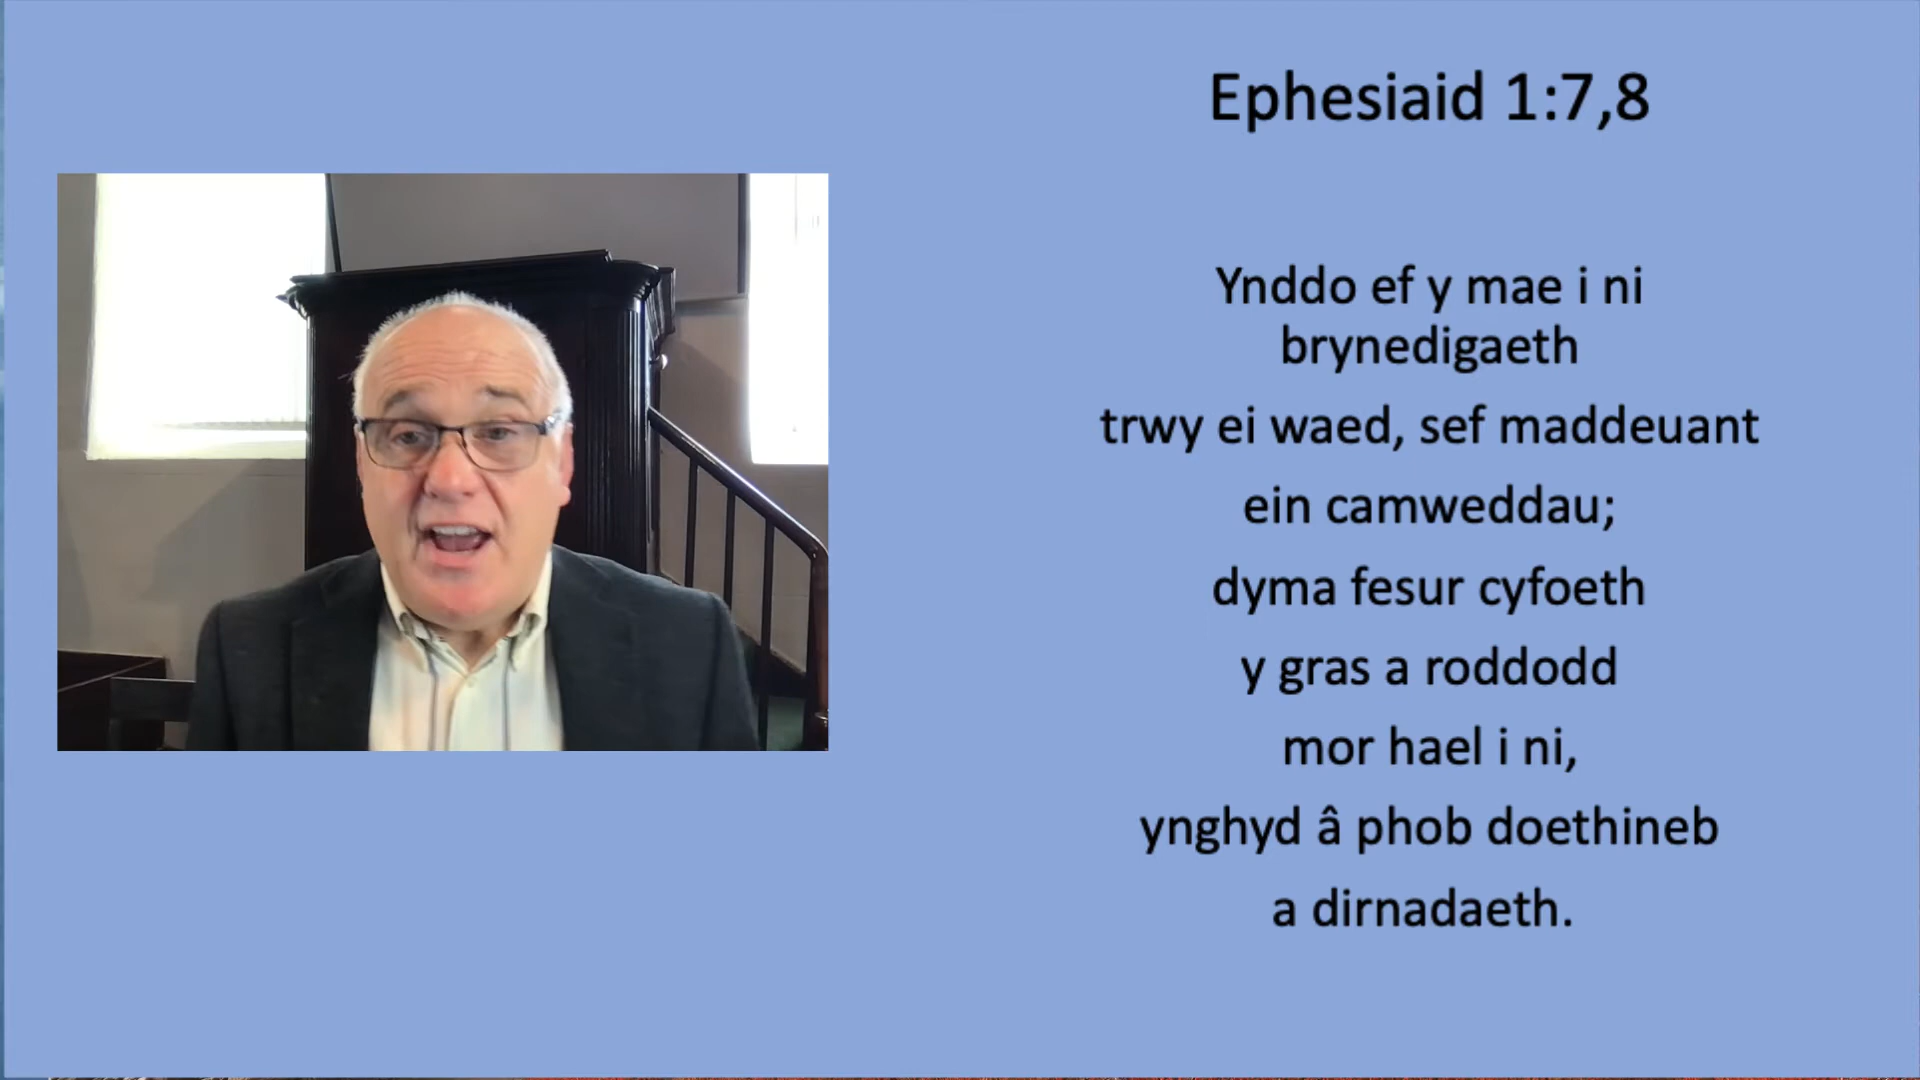 Ephesiaid 1:7,8
Ynddo ef y mae i ni
brynedigaeth
trwy ei waed, sef maddeuant
ein camweddau;
dyma fesur cyfoeth
y gras a roddodd
mor hael i ni,
ynghyd â phob doethineb
a dirnadaeth.